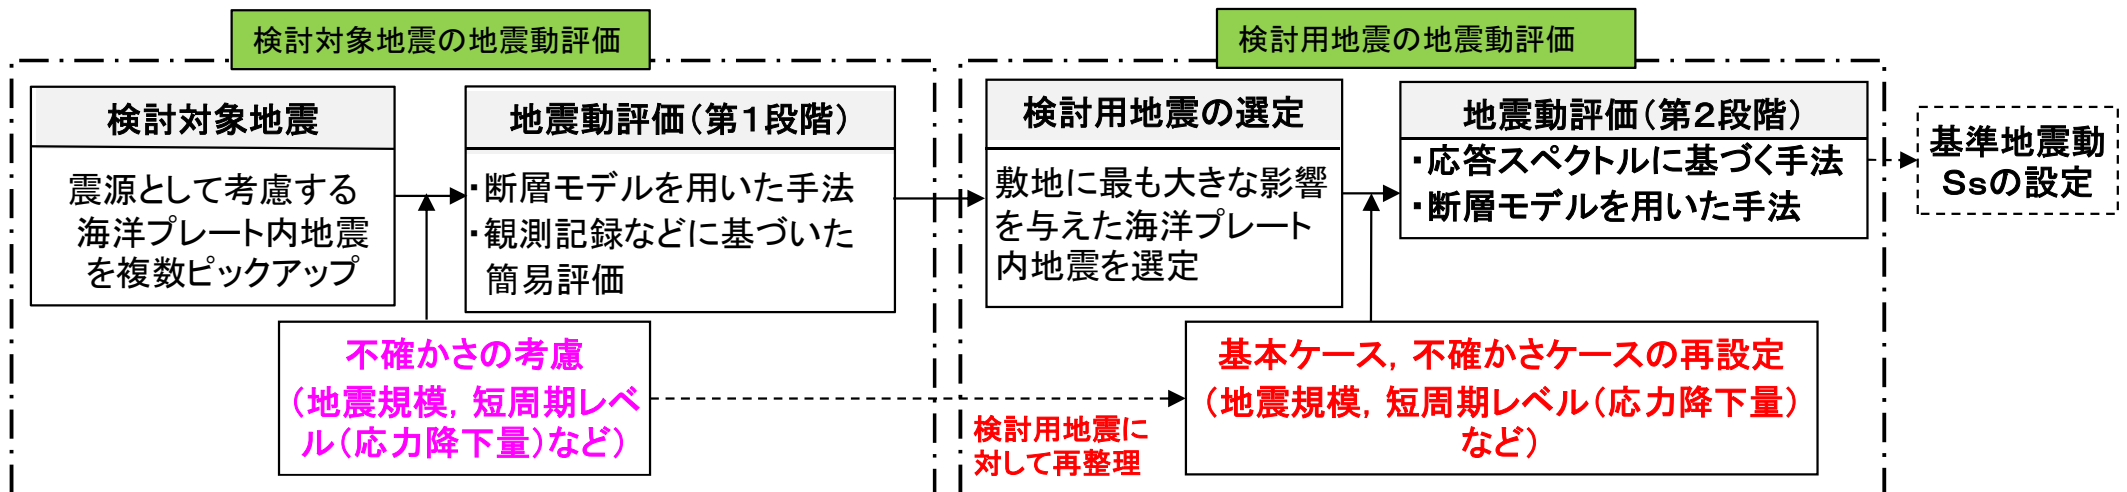 検討対象地震の地震動評価
検討対象地震
震源として考慮する
海洋プレート内地震
を複数ピックアップ
地震動評価（第１段階）
・断層モデルを用いた手法
・観測記録などに基づいた
簡易評価
不確かさの考慮
（地震規模，短周期レベ
ル（応力降下量）など）
検討用地震の地震動評価
検討用地震の選定
敷地に最も大きな影響
を与えた海洋プレート
内地震を選定
地震動評価（第２段階）
・応答スペクトルに基づく手法
・断層モデルを用いた手法
基本ケース，不確かさケースの再設定
（地震規模，短周期レベル（応力降下量）
など）
検討用地震に
対して再整理
基準地震動
Ｓｓの設定